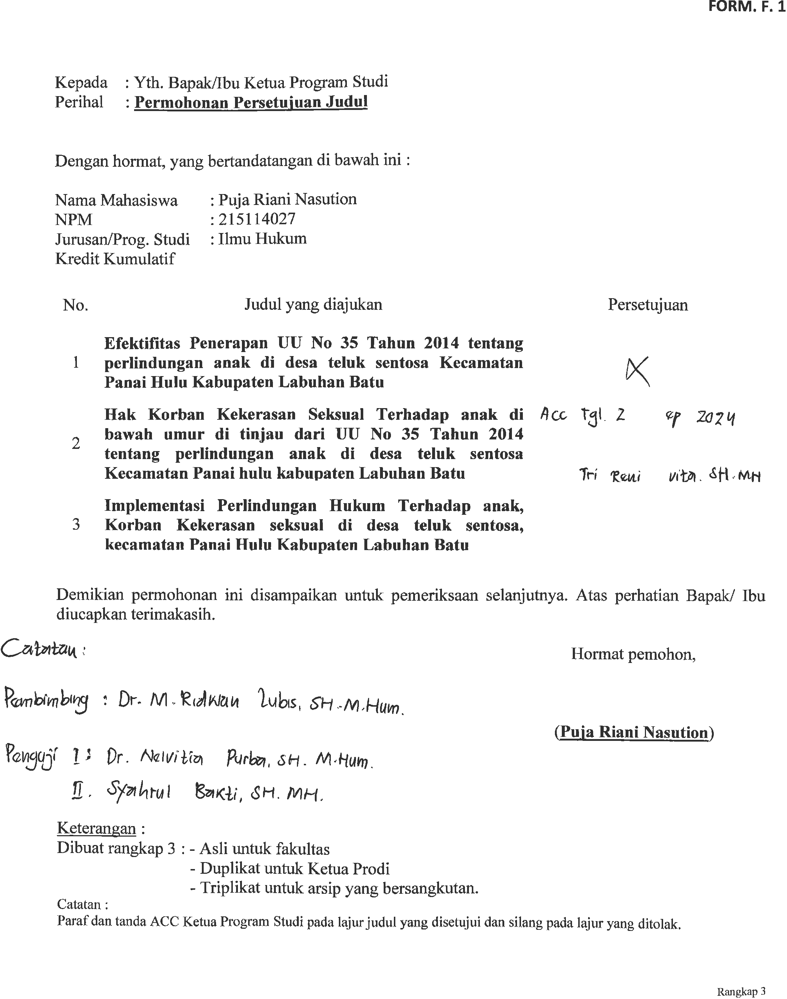 FORM. F. 1
Kepada : Yth. Bapak/Ibu Ketua Program Studi
Perihal : Permohonan Persetujuan Judul
Dengan hormat, yang bertandatangan di bawah ini :
Nama Mahasiswa : Puja Riani Nasution
NPM : 215114027
Jurusan/Prog. Studi : Ilmu Hukum
Kredit Kumulatif
No. Judul yang diajukan Persetujuan
Efektifitas Penerapan UU No 35 Tahun 2014 tentang
1 perlindungan anak di desa teluk sentosa Kecamatan
Panai Hulu Kabupaten Labuhan Batu
Hak Korban Kekerasan Seksual Terhadap anak di Acc Tgl. 2 2024
bawah umur di tinjau dari UU No 35 Tahun 2014
2
tentang perlindungan anak di desa teluk sentosa
Kecamatan Panai hulu kabupaten Labuhan Batu Tri Reni vita. SH.MH
Implementasi Perlindungan Hukum Terhadap anak,
3 Korban Kekerasan seksual di desa teluk sentosa,
kecamatan Panai Hulu Kabupaten Labuhan Batu
Demikian permohonan ini disampaikan untuk pemeriksaan selanjutnya. Atas perhatian Bapak/ Ibu
diucapkan terimakasih.
Catatan :
Hormat pemohon,
Pembimbing : Dr. M. Ridwan Lubis, SH.-M.Hum.
(Puja Riani Nasution)
Penguji I : Dr. Nelvitia Purba, SH. M.Hum.
II. Syahrul Bakti, SH. MH.
Keterangan :
Dibuat rangkap 3 : - Asli untuk fakultas
- Duplikat untuk Ketua Prodi
- Triplikat untuk arsip yang bersangkutan.
Catatan :
Paraf dan tanda ACC Ketua Program Studi pada lajur judul yang disetujui dan silang pada lajur yang ditolak.
Rangkap 3